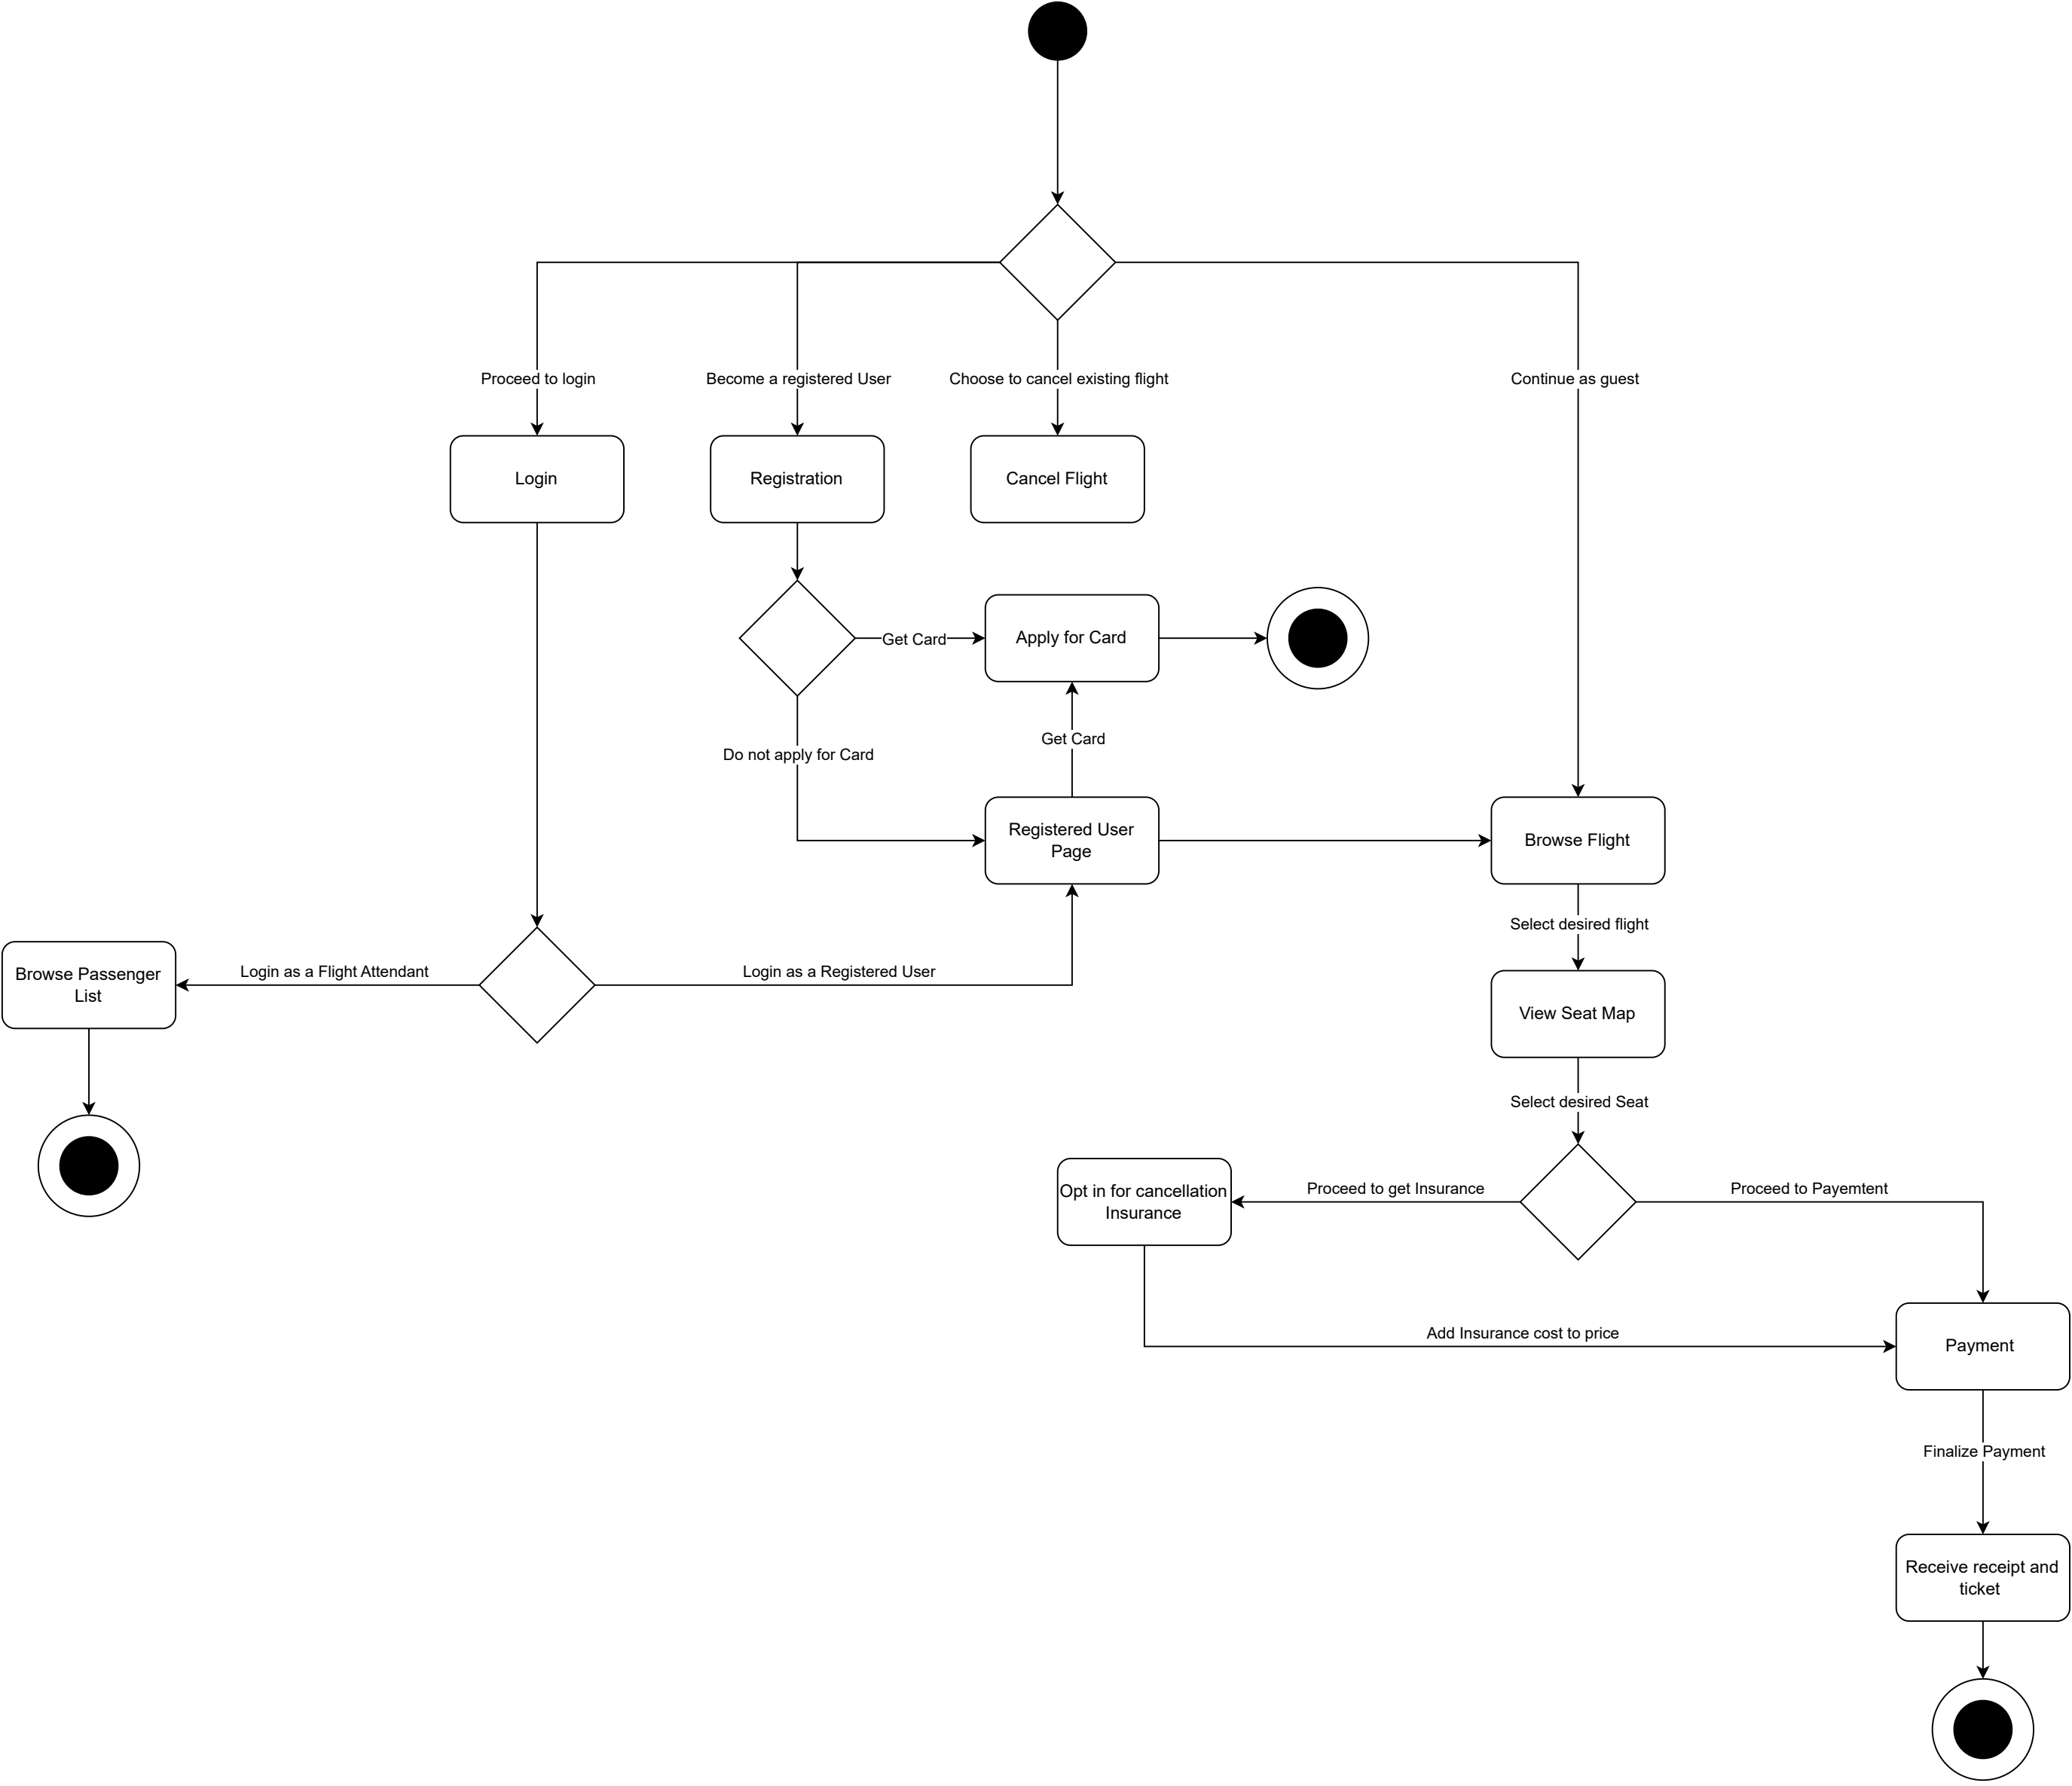 Proceed to login
Become a registered User
Choose to cancel existing flight
Continue as guest
Login
Registration
Cancel Flight
Get Card
Apply for Card
Get Card
Do not apply for Card
Registered User
Page
Browse Flight
Select desired flight
Browse Passenger
List
Login as a Flight Attendant
Login as a Registered User
View Seat Map
Select desired Seat
Opt in for cancellation
Insurance
Proceed to get Insurance
Proceed to Payemtent
Add Insurance cost to price
Payment
Finalize Payment
Receive receipt and
ticket